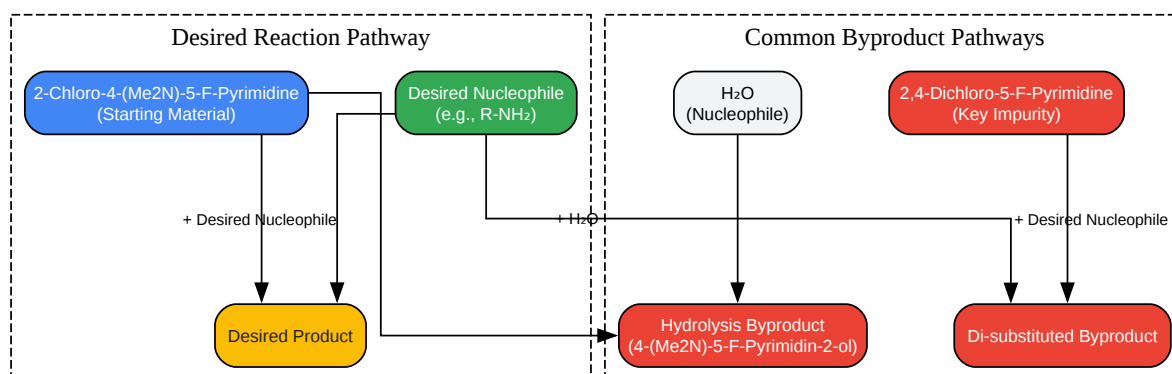 Desired Reaction Pathway
Common Byproduct Pathways
2-Chloro-4-(Me2N)-5-F-Pyrimidine
(Starting Material)
Desired Nucleophile
(e.g., R-NH₂)
H₂O
(Nucleophile)
2,4-Dichloro-5-F-Pyrimidine
(Key Impurity)
+ Desired Nucleophile
+ H₂O
+ Desired Nucleophile
Desired Product
Hydrolysis Byproduct
(4-(Me2N)-5-F-Pyrimidin-2-ol)
Di-substituted Byproduct